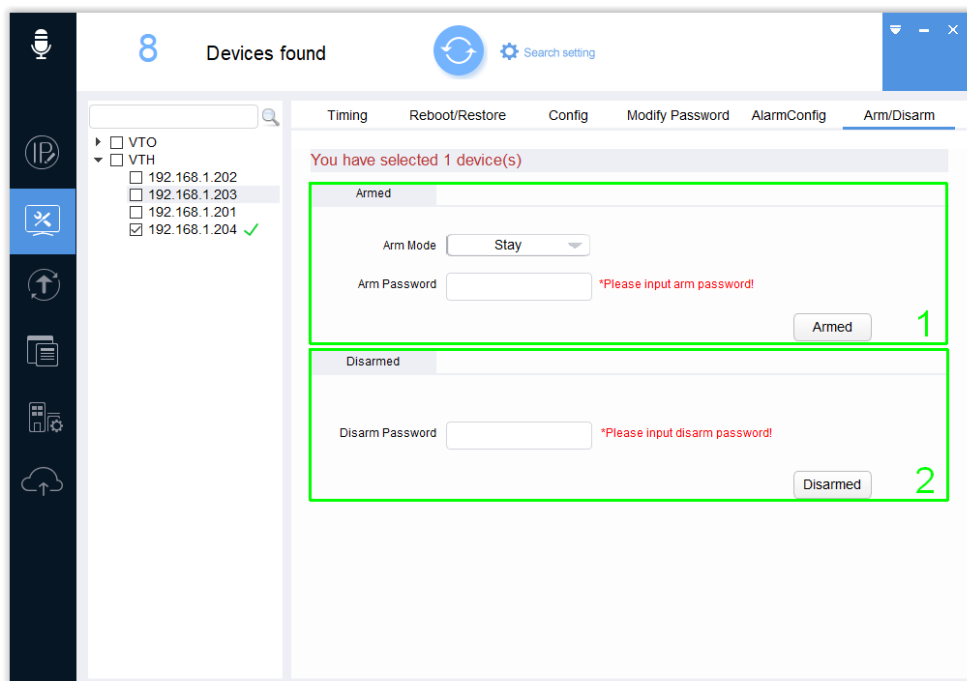 8 Devices found
Search setting
Timing Reboot/Restore Config Modify Password AlarmConfig Arm/Disarm
VTO
VTH
192.168.1.202
192.168.1.203
192.168.1.201
192.168.1.204
You have selected 1 device(s)
Armed
Arm Mode Stay
Arm Password *Please input arm password!
Armed 1
Disarmed
Disarm Password *Please input disarm password!
Disarmed 2
IP